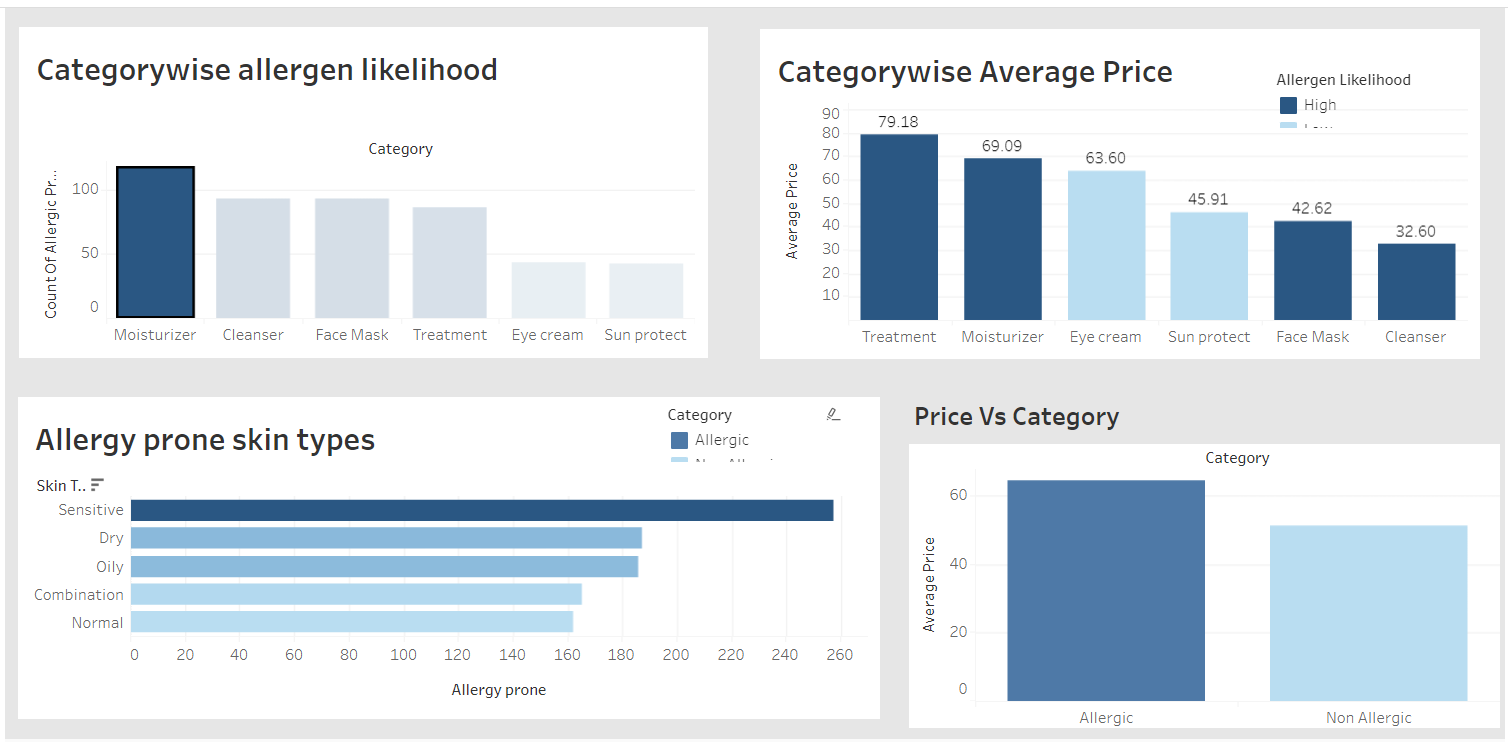 Categorywise allergen likelihood
Category
Count Of Allergic Pr...
100
50
0
Moisturizer Cleanser Face Mask Treatment Eye cream Sun protect
Categorywise Average Price
Allergen Likelihood
High
Average Price
90
80
70
60
50
40
30
20
10
79.18
69.09
63.60
45.91
42.62
32.60
Treatment Moisturizer Eye cream Sun protect Face Mask Cleanser
Allergy prone skin types
Category
Allergic
Skin T..
Sensitive
Dry
Oily
Combination
Normal
0 20 40 60 80 100 120 140 160 180 200 220 240 260
Allergy prone
Price Vs Category
Category
Average Price
60
40
20
0
Allergic Non Allergic